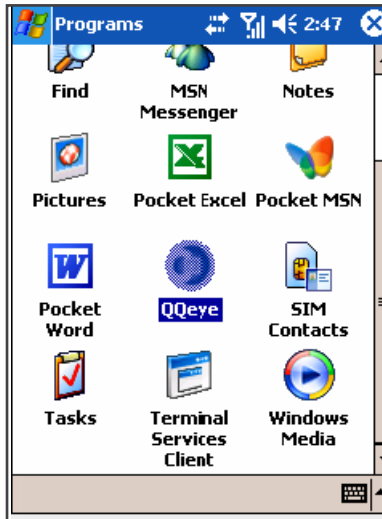 Programs 2:47
Find MSN Messenger Notes
Pictures Pocket Excel Pocket MSN
Pocket Word QQeye SIM Contacts
Tasks Terminal Services Client Windows Media